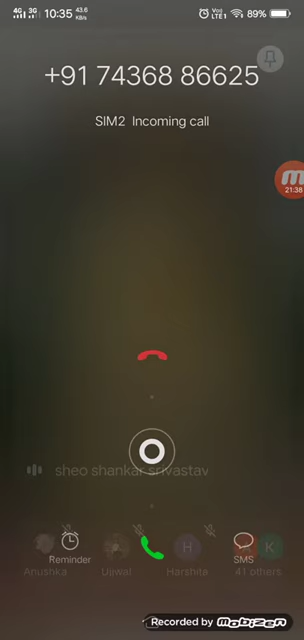 4G 3G 10:35 43.6 KB/s VoLTE1 89%
+91 74368 86625
SIM2 Incoming call
21:38
sheo shankar srivastav
Reminder SMS
Anushka Ujjwal Harshita 41 others
H K
Recorded by mobizen